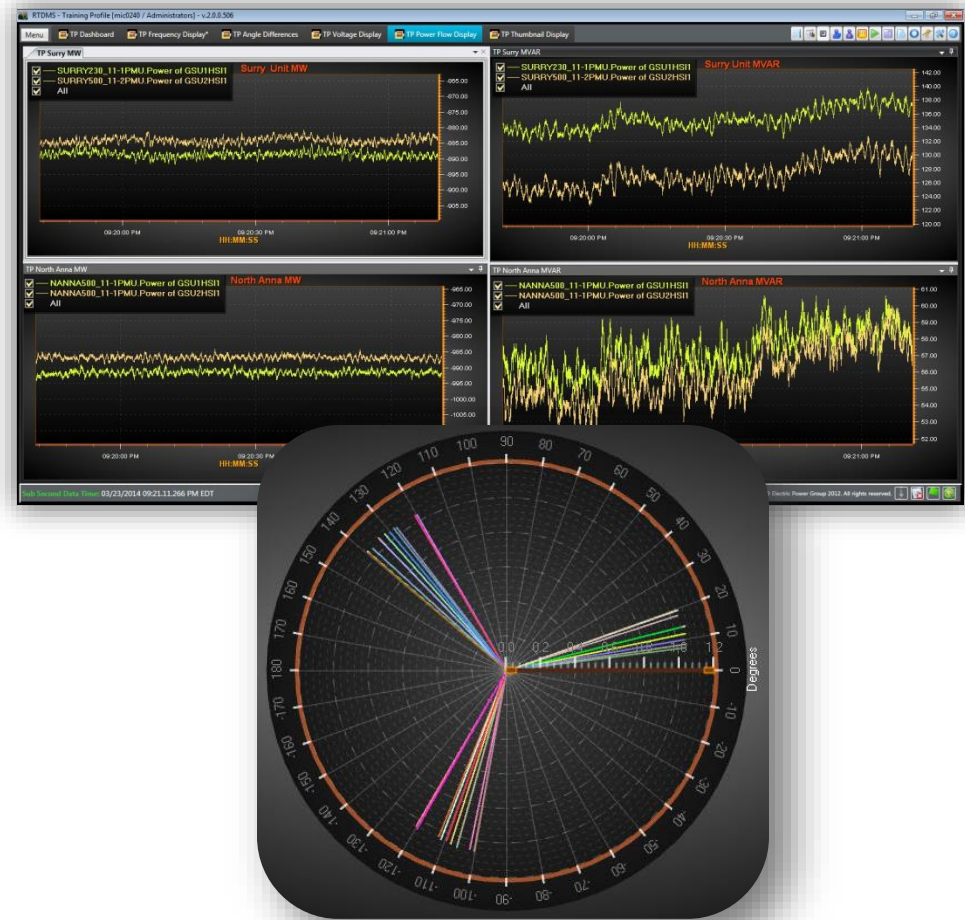 RTDMS - Training Profile [mic0240 / Administrators] - v.2.0.0.506
Menu TP Dashboard TP Frequency Display* TP Angle Differences TP Voltage Display TP Power Flow Display TP Thumbnail Display
TP Surry MW
SURRY230_11-1PMU.Power of GSU1HSI1
SURRY500_11-2PMU.Power of GSU2HSI1
All
Surry Unit MW
-865.00
-870.00
-875.00
-880.00
-885.00
-890.00
-895.00
-900.00
-905.00
09:20:00 PM 09:20:30 PM 09:21:00 PM
HH:MM:SS
TP Surry MVAR
SURRY230_11-1PMU.Power of GSU1HSI1
SURRY500_11-2PMU.Power of GSU2HSI1
All
Surry Unit MVAR
142.00
138.00
136.00
134.00
132.00
130.00
128.00
126.00
124.00
122.00
120.00
09:20:00 PM 09:20:30 PM 09:21:00 PM
HH:MM:SS
TP North Anna MW
NANNA500_11-1PMU.Power of GSU1HSI1
NANNA500_11-1PMU.Power of GSU2HSI1
All
North Anna MW
-965.00
-970.00
-975.00
-980.00
-985.00
-990.00
-995.00
-1000.00
-1005.00
09:20:00 PM 09:20:30 PM
HH:MM:SS
TP North Anna MVAR
NANNA500_11-1PMU.Power of GSU1HSI1
NANNA500_11-1PMU.Power of GSU2HSI1
All
North Anna MVAR
61.00
60.00
59.00
58.00
57.00
56.00
55.00
54.00
53.00
52.00
09:21:00 PM
Sub Second Data Time: 03/23/2014 09:21.11.266 PM EDT
Electric Power Group 2012. All rights reserved.
90
80
70
60
50
40
30
20
10
0
-10
-20
-30
-40
-50
-60
-70
-80
-90
-100
-110
-120
-130
-140
-150
-160
-170
180
170
160
150
140
130
120
110
100
0.0 0.2 0.4 0.6 0.8 1.0 1.2
Degrees